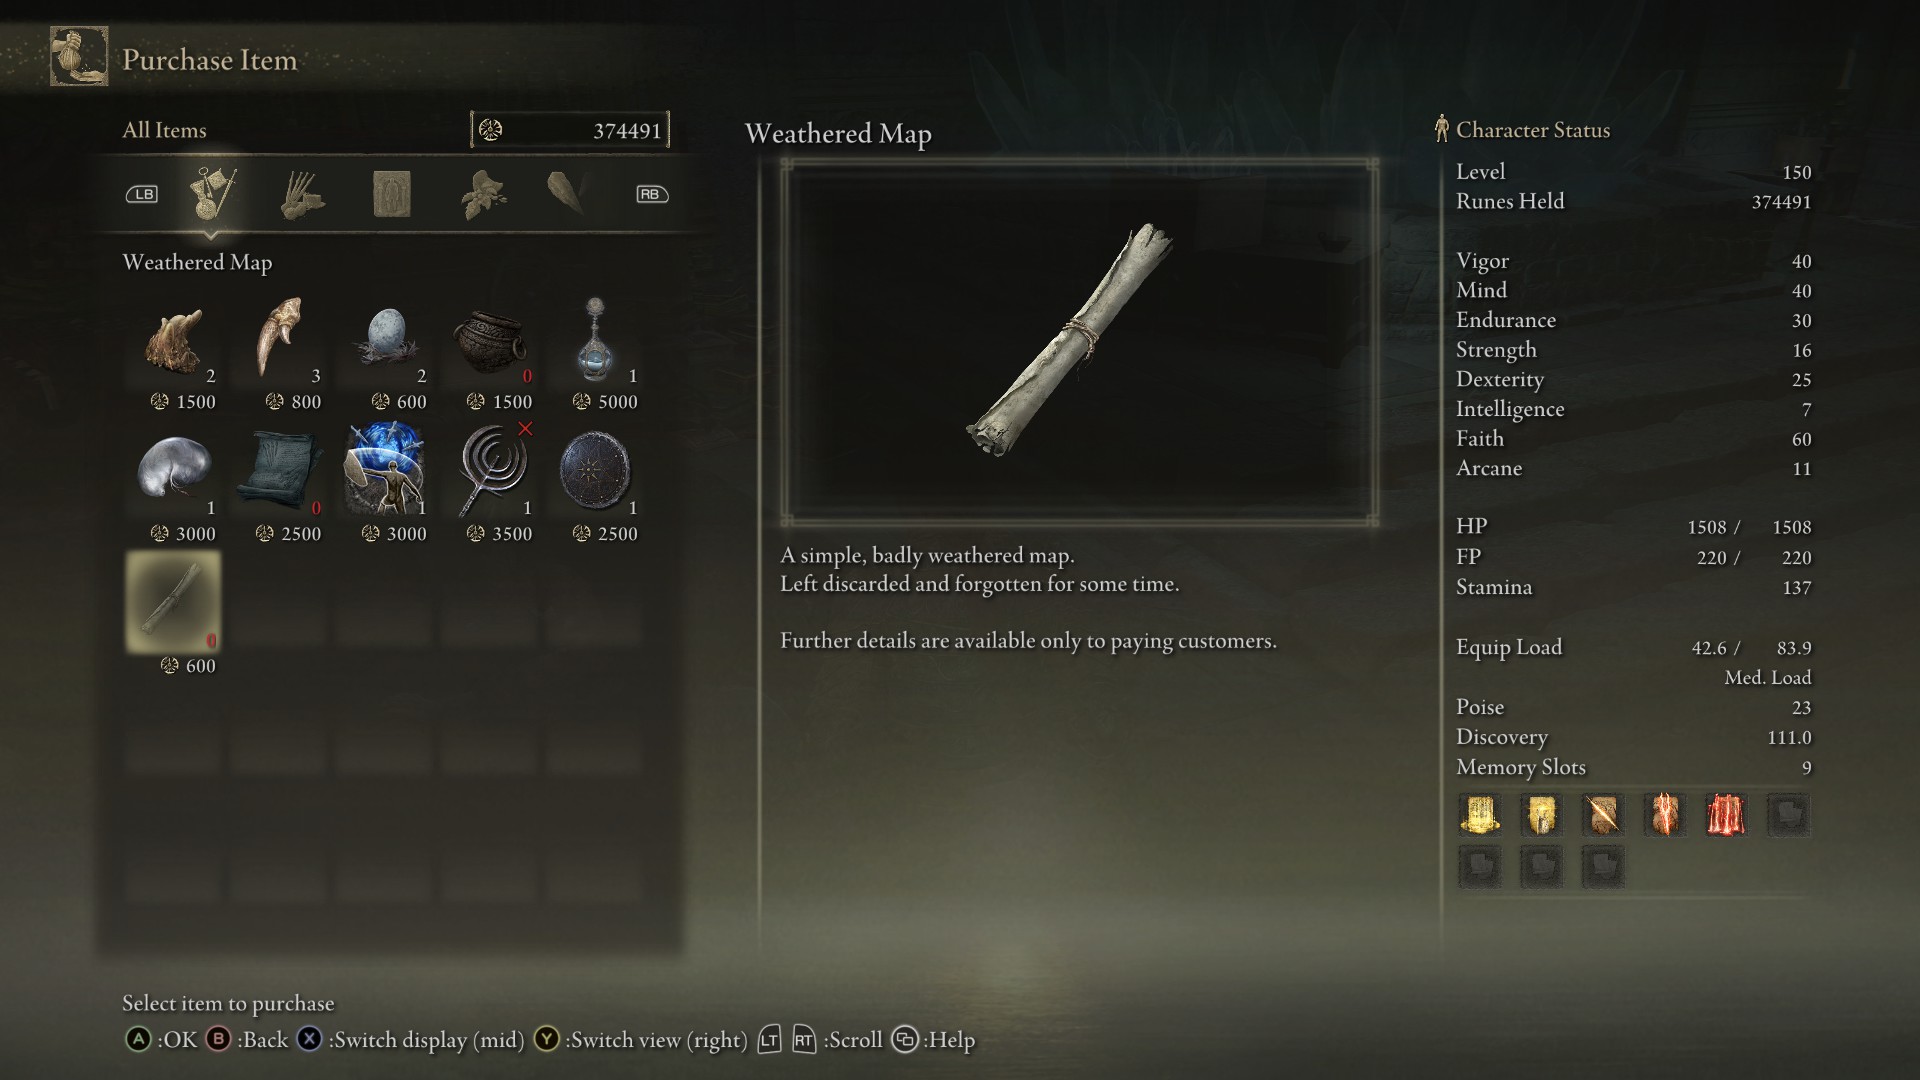 Purchase Item
All Items
374491
LB
RB
Weathered Map
2
3
2
0
1
1500
800
600
1500
5000
1
0
1
1
1
3000
2500
3000
3500
2500
0
600
Weathered Map
A simple, badly weathered map.
Left discarded and forgotten for some time.
Further details are available only to paying customers.
Character Status
Level 150
Runes Held 374491
Vigor 40
Mind 40
Endurance 30
Strength 16
Dexterity 25
Intelligence 7
Faith 60
Arcane 11
HP 1508 / 1508
FP 220 / 220
Stamina 137
Equip Load 42.6 / 83.9
Med. Load
Poise 23
Discovery 111.0
Memory Slots 9
Select item to purchase
A :OK B :Back X :Switch display (mid) Y :Switch view (right) LT RT :Scroll :Help